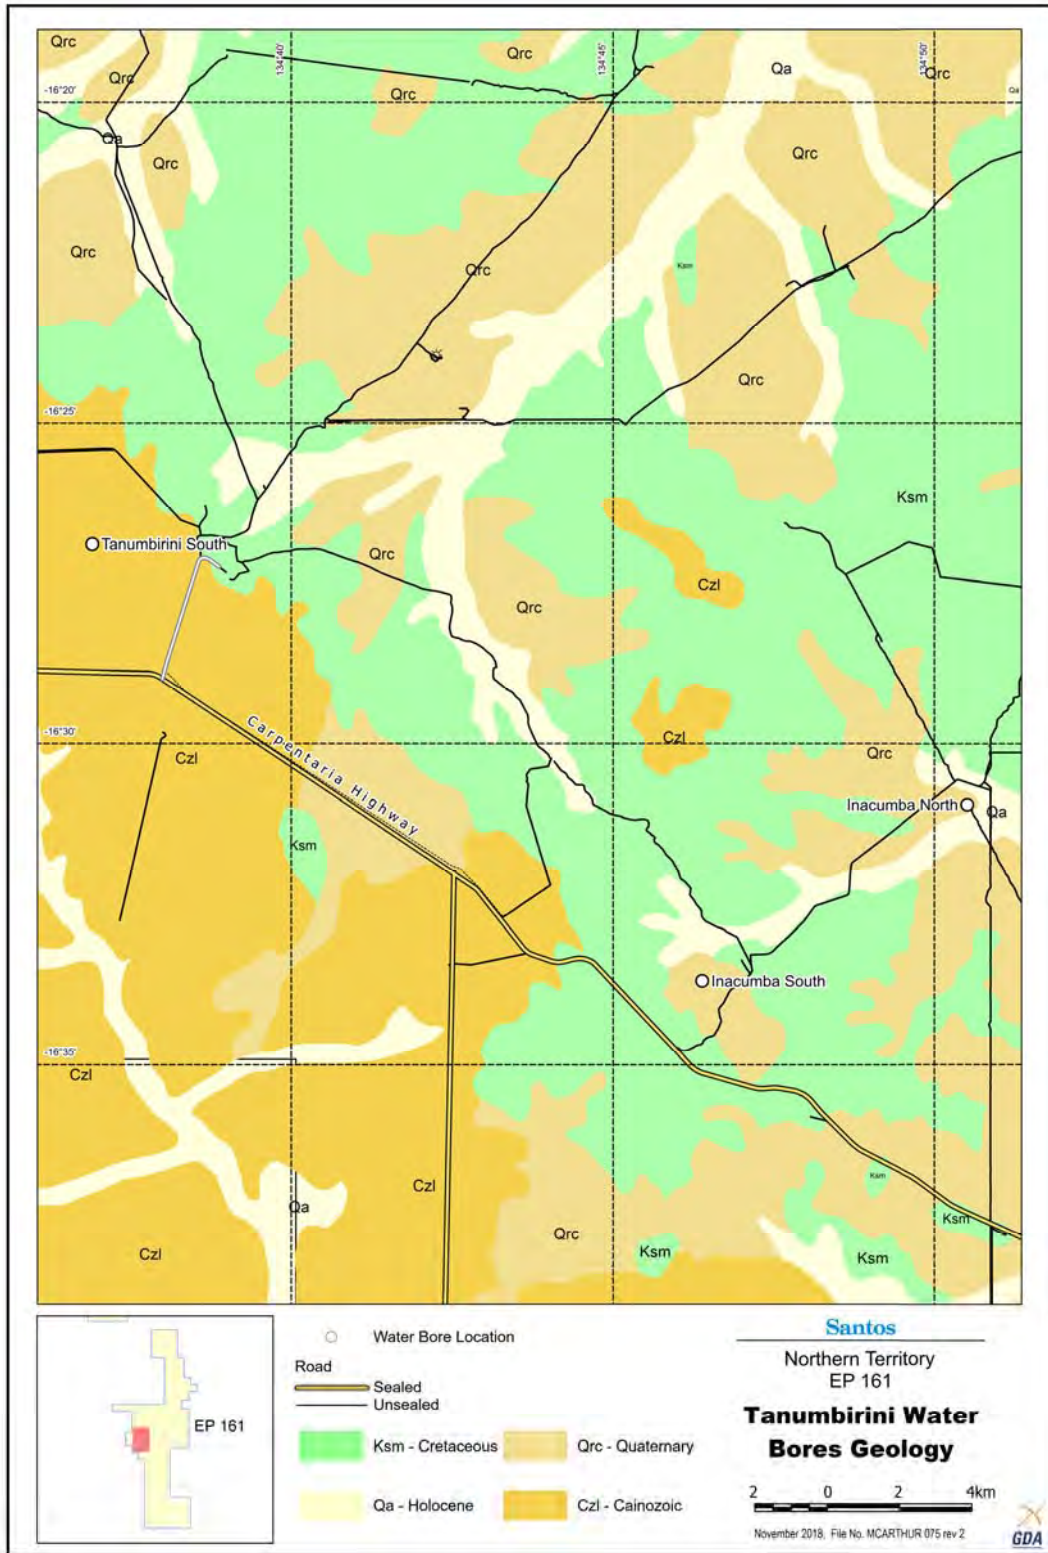 134°40'
134°45'
134°50'
Qrc
Qrc
Qa
Qrc
Qrc
Qrc
Qa
-16°20'
Qa
Qrc
Qrc
Qrc
Qrc
Ksm
Qrc
-16°25'
Ksm
Tanumbirini South
Qrc
Czl
Qrc
-16°30'
Czl
Czl
Qrc
Carpentaria Highway
Inacumba North
Qa
Ksm
Inacumba South
-16°35'
Czl
Czl
Ksm
Qa
Ksm
Qrc
Czl
Ksm
Ksm
EP 161
Water Bore Location
Road
Sealed
Unsealed
Ksm - Cretaceous
Qrc - Quaternary
Qa - Holocene
Czl - Cainozoic
Santos
Northern Territory
EP 161
Tanumbirini Water
Bores Geology
2 0 2 4km
November 2018, File No. MCARTHUR 075 rev 2
GDA